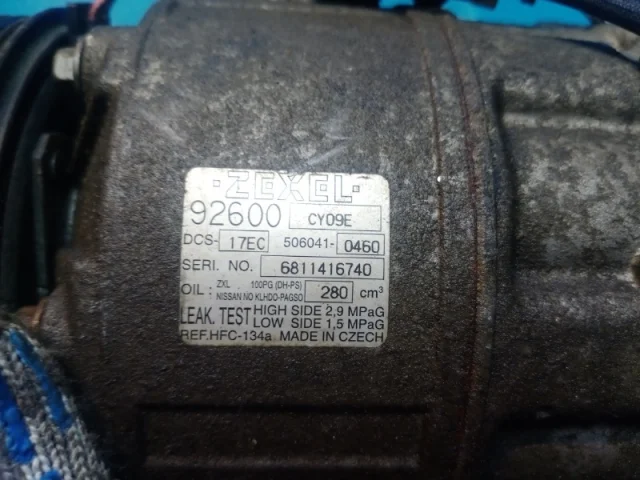 ·ZEXEL·
92600 CY09E
DCS- 17EC 506041- 0460
SERI. NO. 6811416740
OIL: ZXL 100PG (DH-PS) 280 cm³
NISSAN NO KLHDO-PAGSO
LEAK. TEST HIGH SIDE 2,9 MPaG
LOW SIDE 1,5 MPaG
REF.HFC-134a MADE IN CZECH